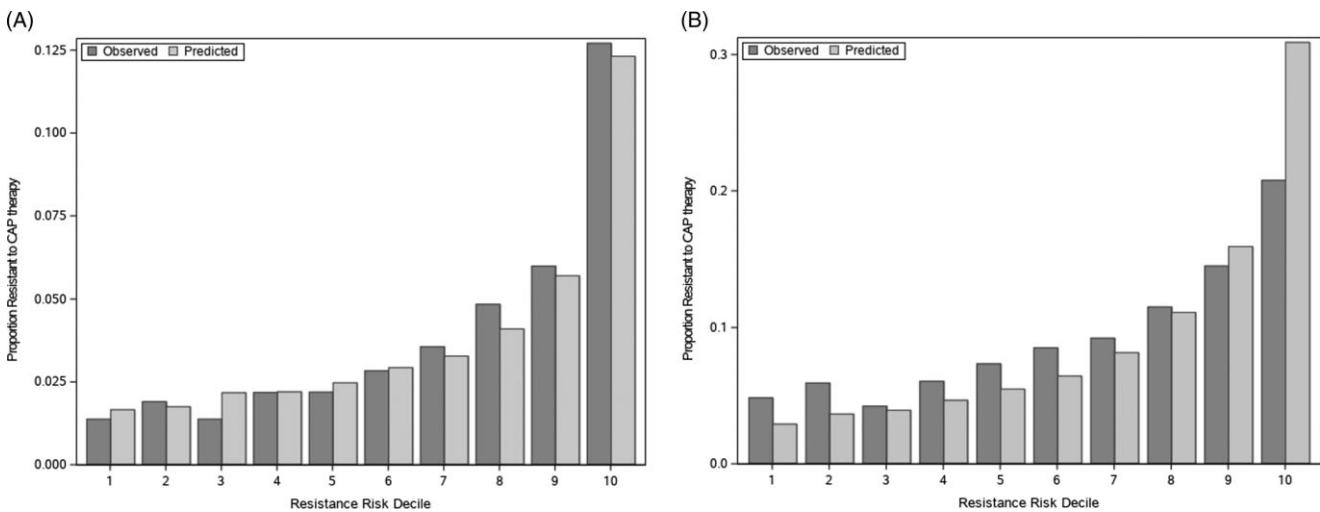 (A)
Observed Predicted
Proportion Resistant to CAP therapy
0.125
0.100
0.075
0.050
0.025
0.000
1 2 3 4 5 6 7 8 9 10
Resistance Risk Decile
(B)
Observed Predicted
Proportion Resistant to CAP therapy
0.3
0.2
0.1
0.0
1 2 3 4 5 6 7 8 9 10
Resistance Risk Decile